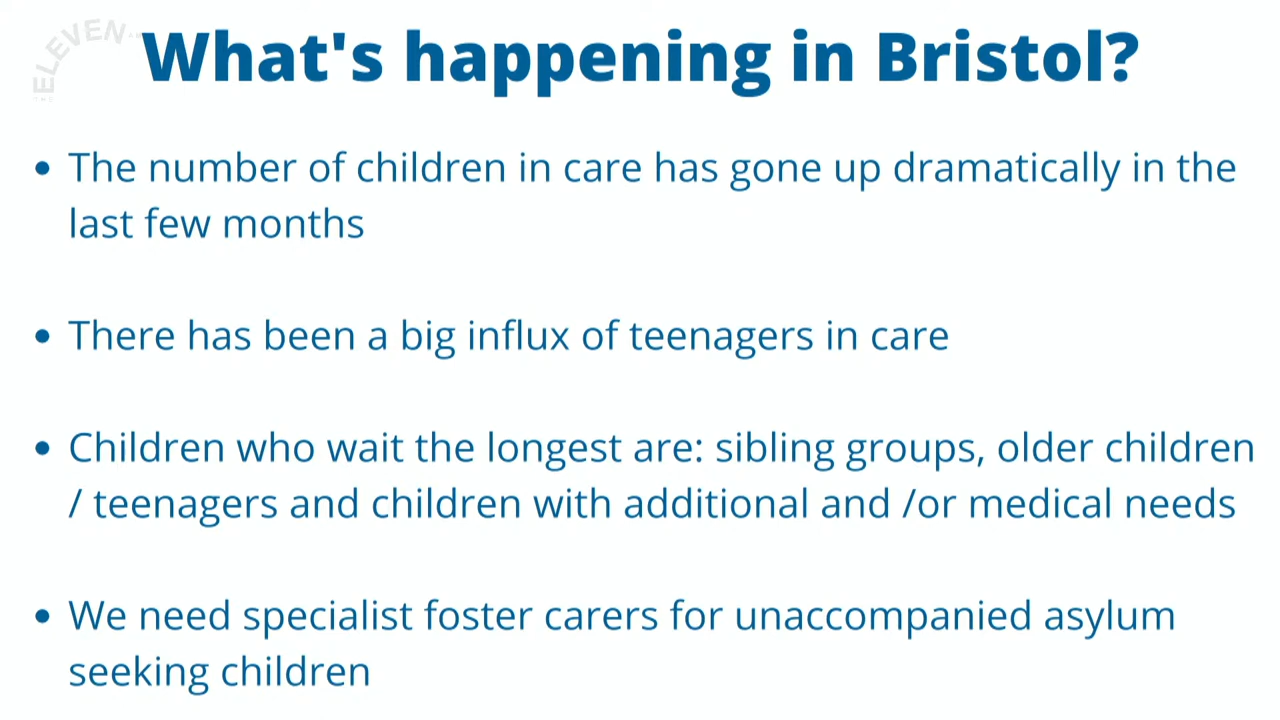 THE ELEVEN
What's happening in Bristol?
• The number of children in care has gone up dramatically in the
last few months
• There has been a big influx of teenagers in care
• Children who wait the longest are: sibling groups, older children
/ teenagers and children with additional and /or medical needs
• We need specialist foster carers for unaccompanied asylum
seeking children